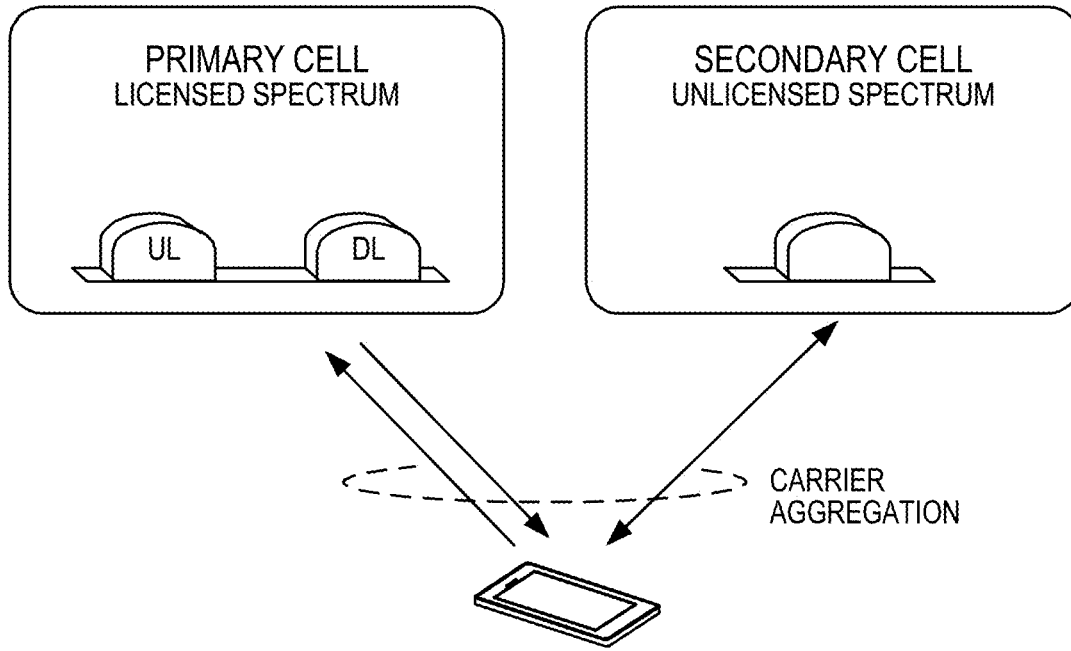 PRIMARY CELL
LICENSED SPECTRUM
UL
DL
SECONDARY CELL
UNLICENSED SPECTRUM
CARRIER
AGGREGATION